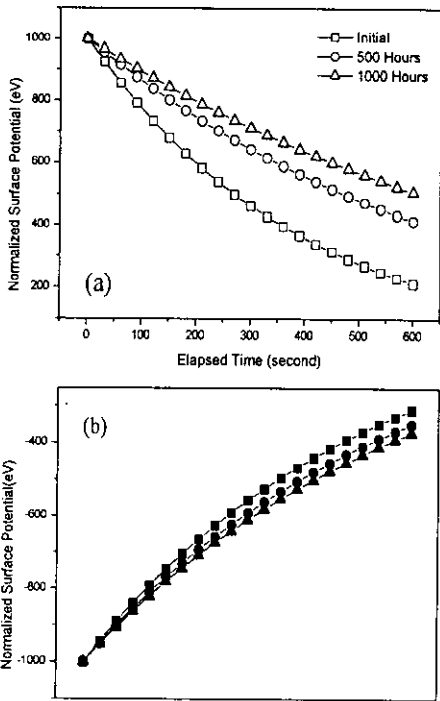 Initial
500 Hours
1000 Hours
Normalized Surface Potential (eV)
1000
800
600
400
200
(a)
0 100 200 300 400 500 600
Elapsed Time (second)
Normalized Surface Potential(eV)
(b)
-400
-600
-800
-1000